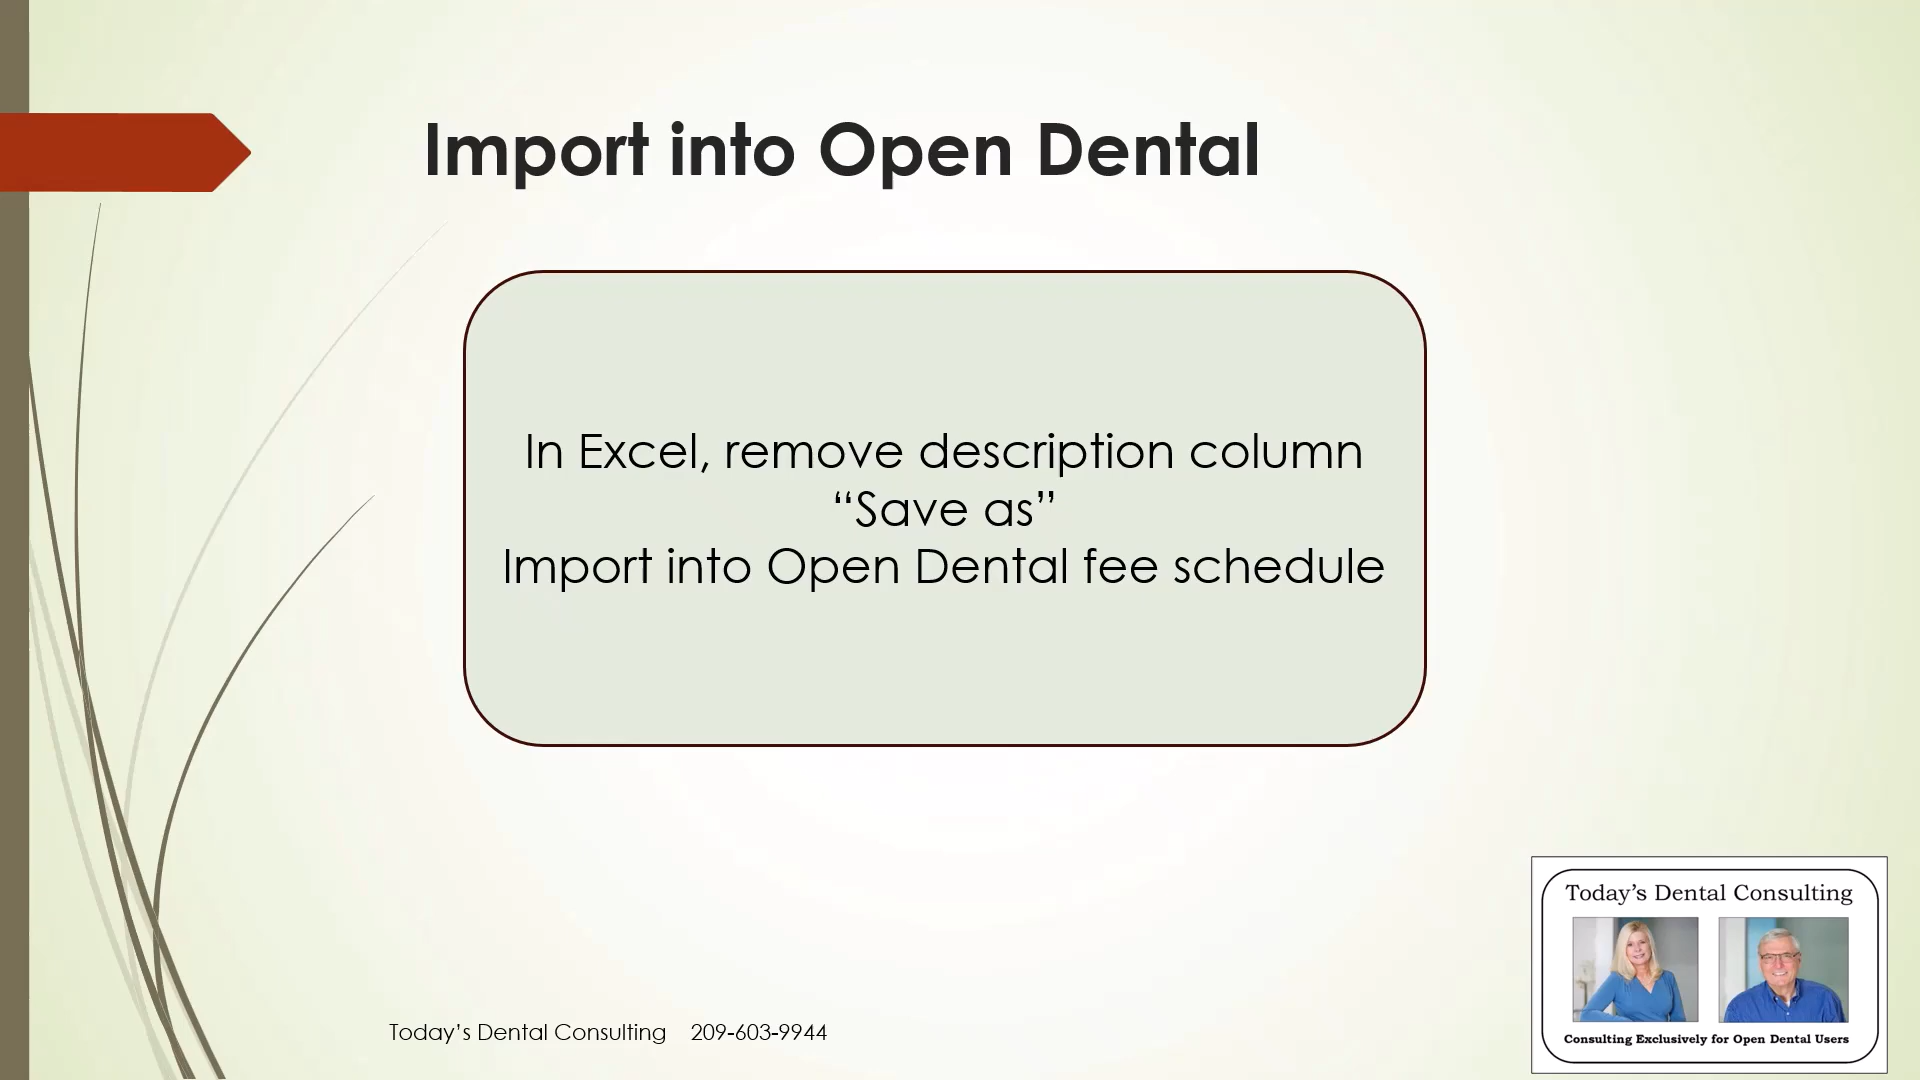 Import into Open Dental
In Excel, remove description column
“Save as”
Import into Open Dental fee schedule
Today’s Dental Consulting
Consulting Exclusively for Open Dental Users
Today’s Dental Consulting 209-603-9944